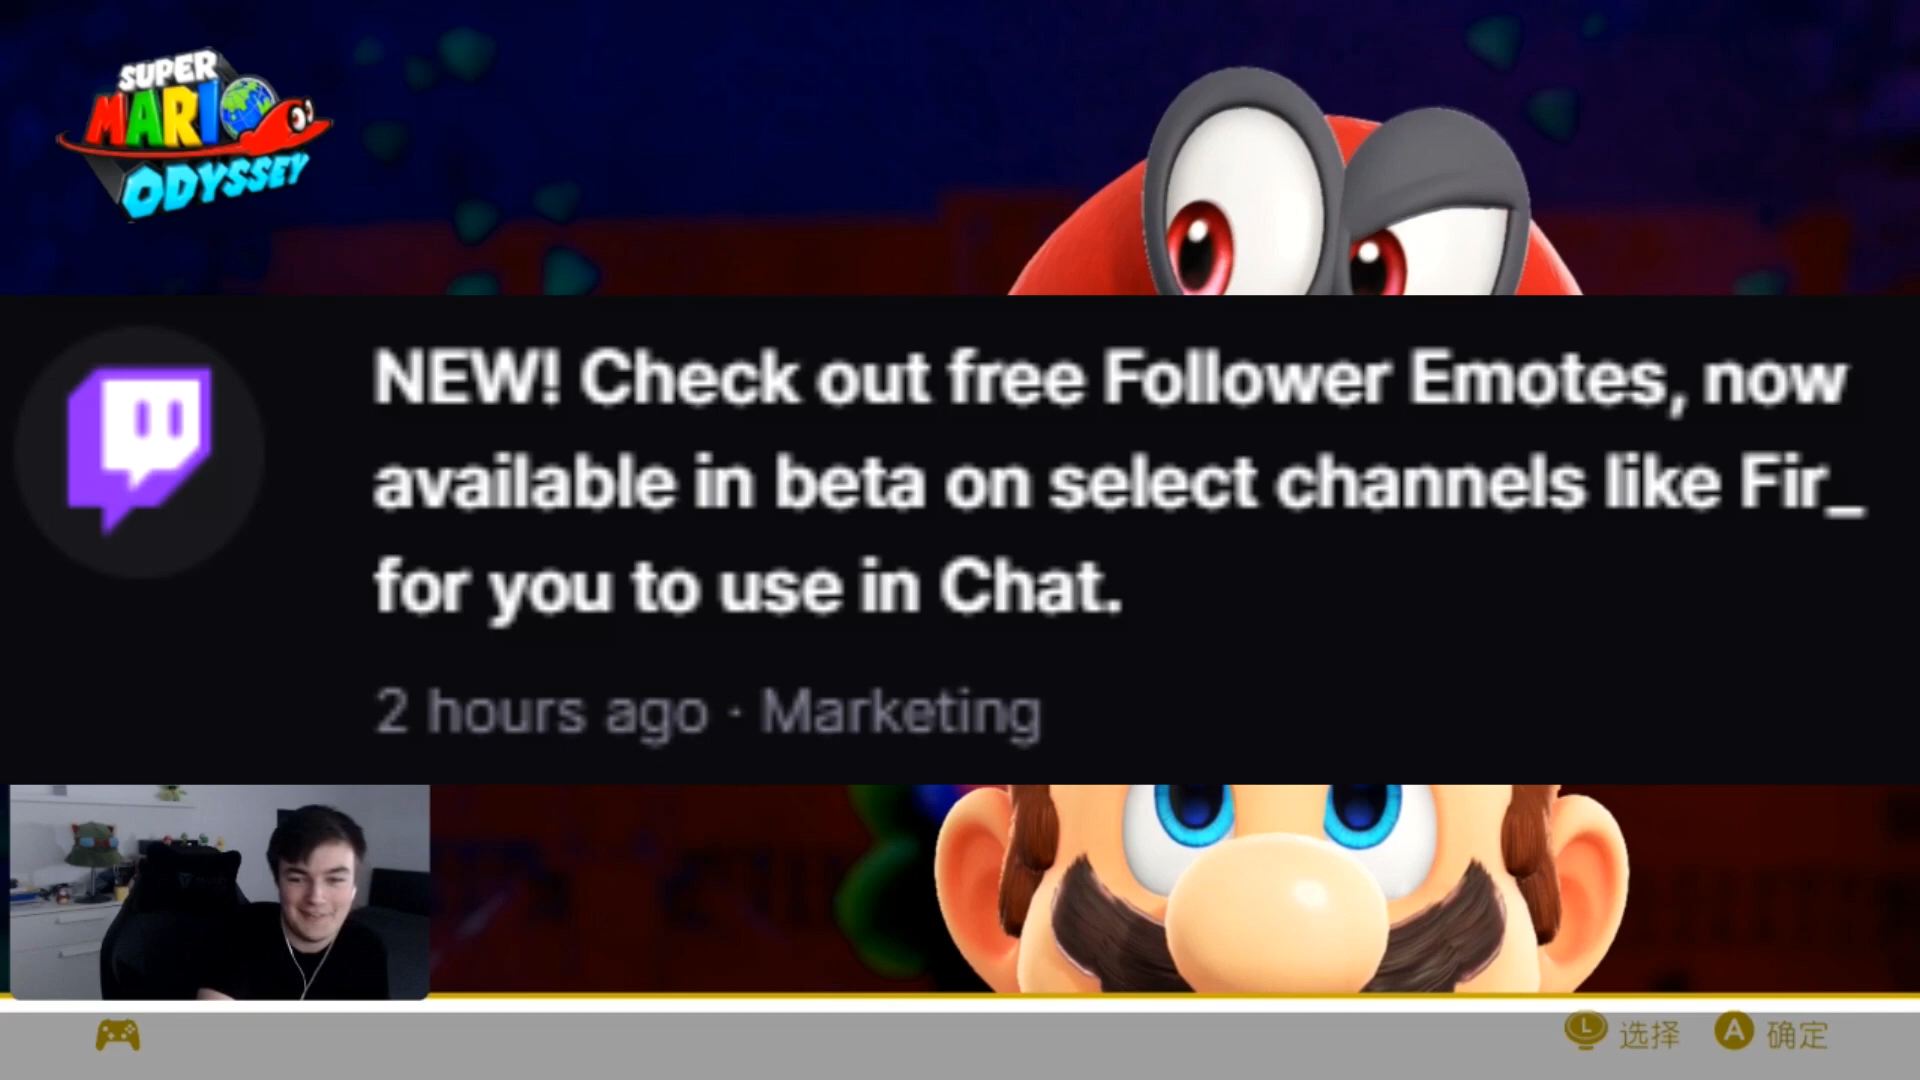 SUPER
MARIO
ODYSSEY
NEW! Check out free Follower Emotes, now
available in beta on select channels like Fir_
for you to use in Chat.
2 hours ago · Marketing
L 选择 A 确定